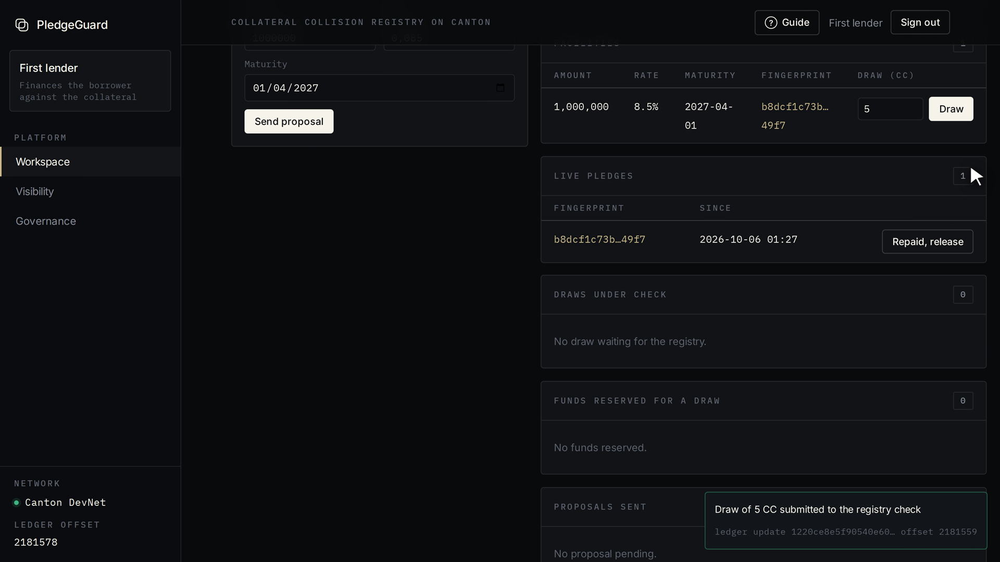 PledgeGuard
First lender
Finances the borrower
against the collateral
PLATFORM
Workspace
Visibility
Governance
NETWORK
Canton DevNet
LEDGER OFFSET
2181578
COLLATERAL COLLISION REGISTRY ON CANTON
Guide
First lender
Sign out
1000000
0,085
Maturity
01/04/2027
Send proposal
FACILITIES
1
AMOUNT RATE MATURITY FINGERPRINT DRAW (CC)
1,000,000 8.5% 2027-04- b8dcf1c73b… 5 Draw
01 49f7
LIVE PLEDGES
1
FINGERPRINT SINCE
b8dcf1c73b…49f7 2026-10-06 01:27 Repaid, release
DRAWS UNDER CHECK
0
No draw waiting for the registry.
FUNDS RESERVED FOR A DRAW
0
No funds reserved.
PROPOSALS SENT
No proposal pending.
Draw of 5 CC submitted to the registry check
ledger update 1220ce8e5f90540e60… offset 2181559